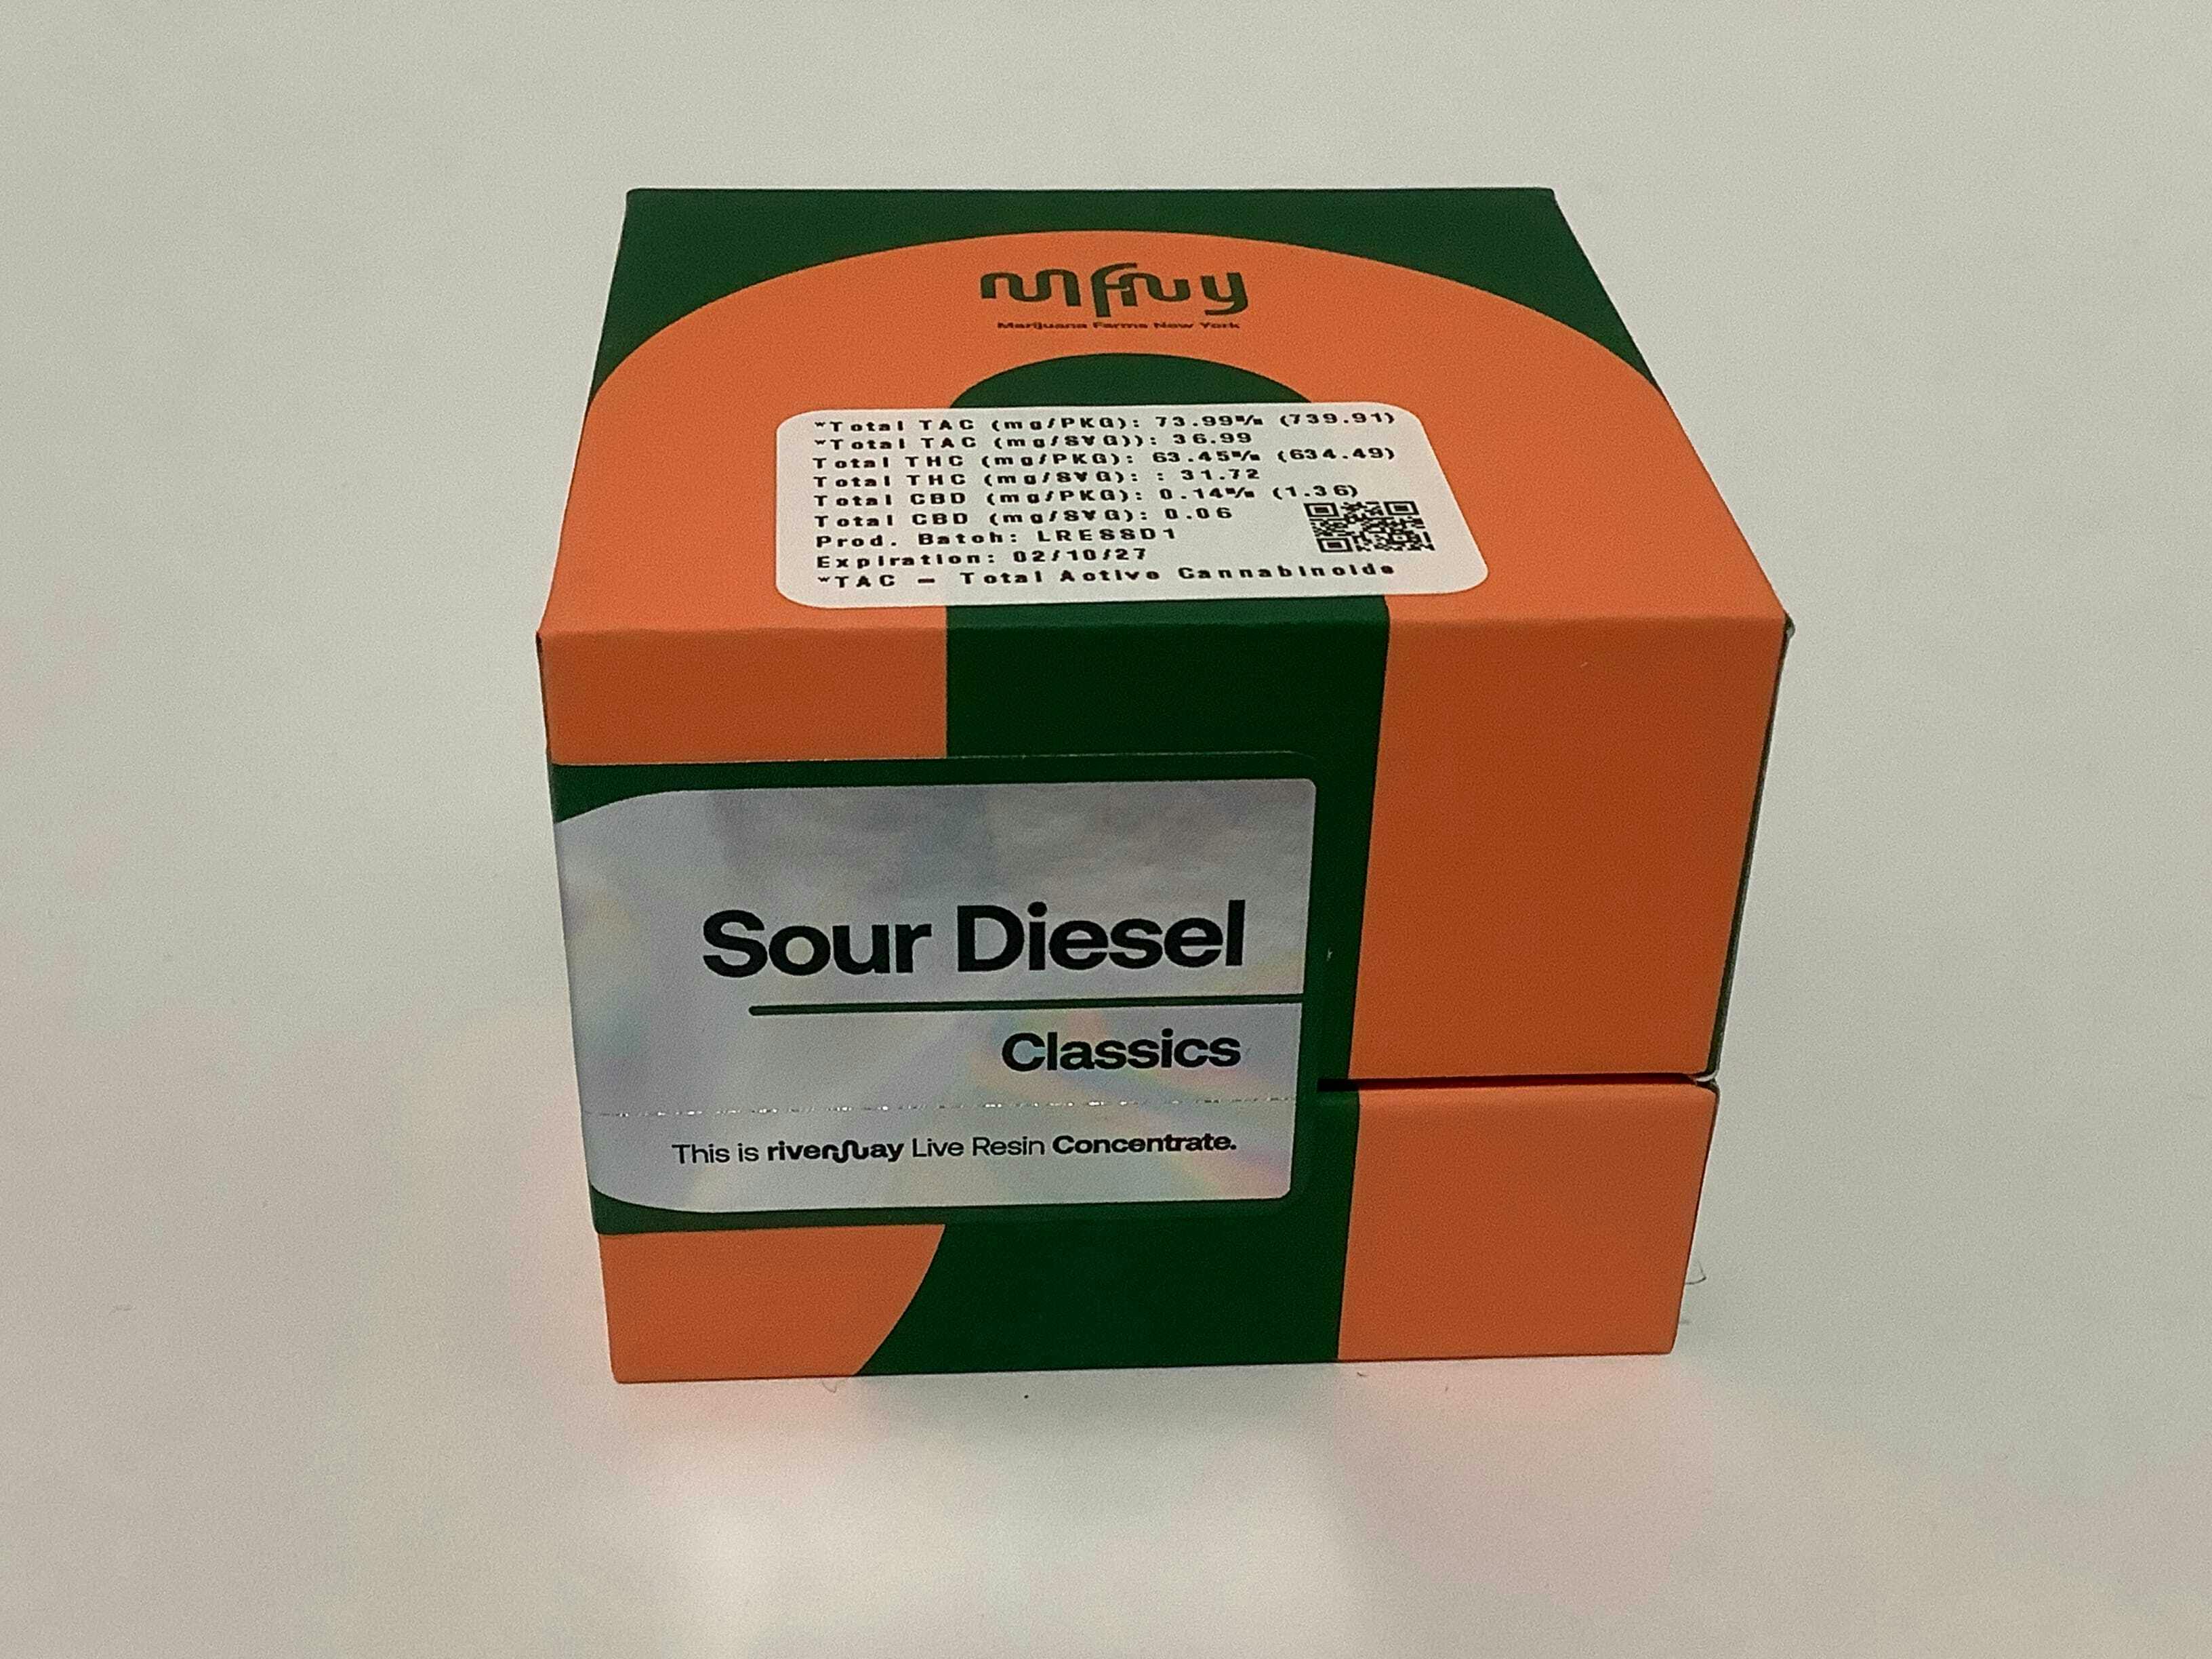 mfny
Marijuana Farms New York
*Total TAC (mg/PKG): 73.99% (739.91)
*Total TAC (mg/SVG)): 36.99
Total THC (mg/PKG): 63.45% (634.49)
Total THC (mg/SVG): : 31.72
Total CBD (mg/PKG): 0.14% (1.36)
Total CBD (mg/SVG): 0.06
Prod. Batch: LRESSD1
Expiration: 02/10/27
*TAC - Total Active Cannabinoids
Sour Diesel
Classics
This is rivenway Live Resin Concentrate.